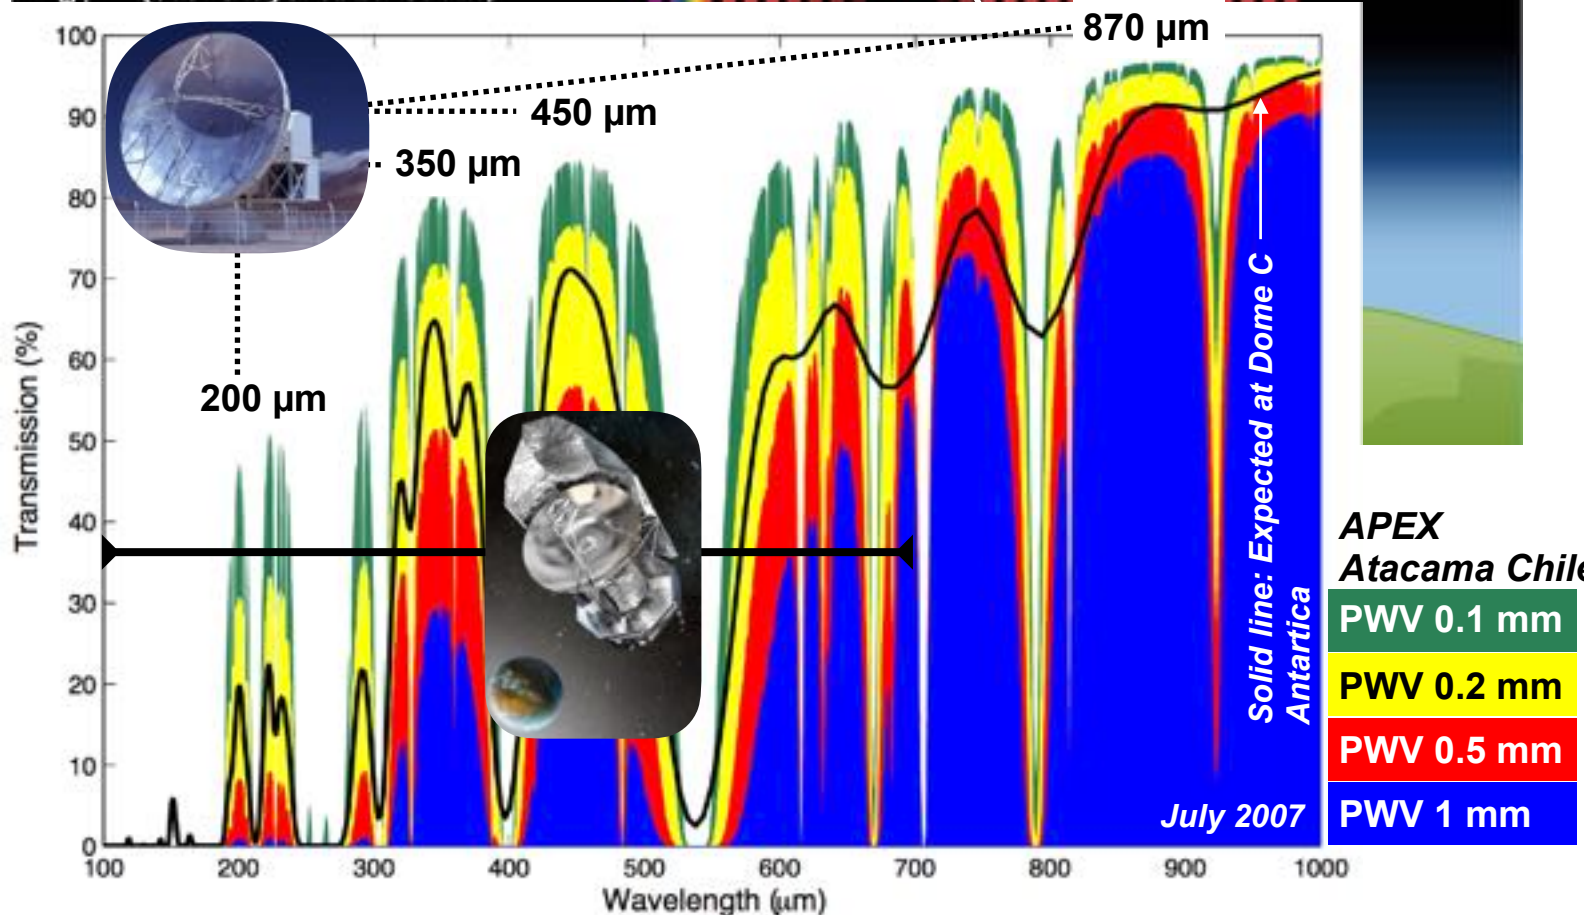 870 µm
100
90
450 µm
350 µm
80
70
60
200 µm
50
40
30
20
10
0
Transmission (%)
100
200
300
400
500
600
700
800
900
1000
Wavelength (µm)
Solid line: Expected at Dome C
Antartica
July 2007
APEX
Atacama Chile
PWV 0.1 mm
PWV 0.2 mm
PWV 0.5 mm
PWV 1 mm